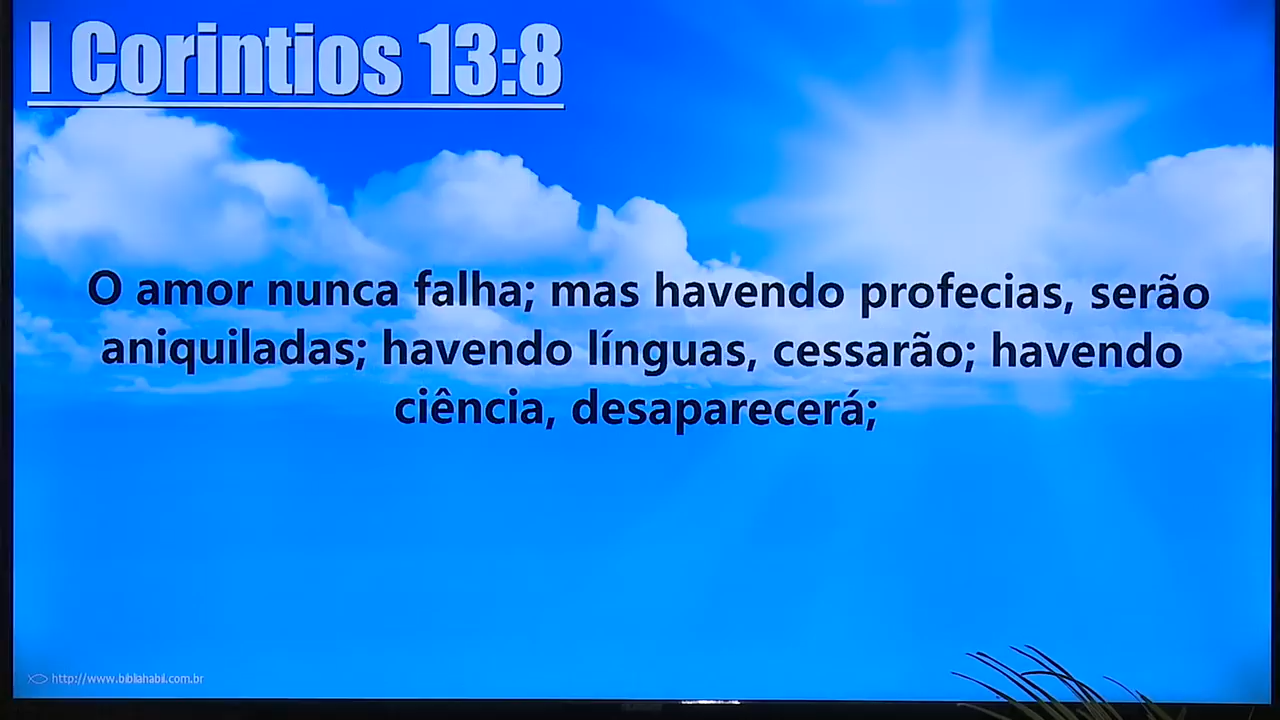 I Corintios 13:8
O amor nunca falha; mas havendo profecias, serão
aniquiladas; havendo línguas, cessarão; havendo
ciência, desaparecerá;
http://www.bibliahabil.com.br